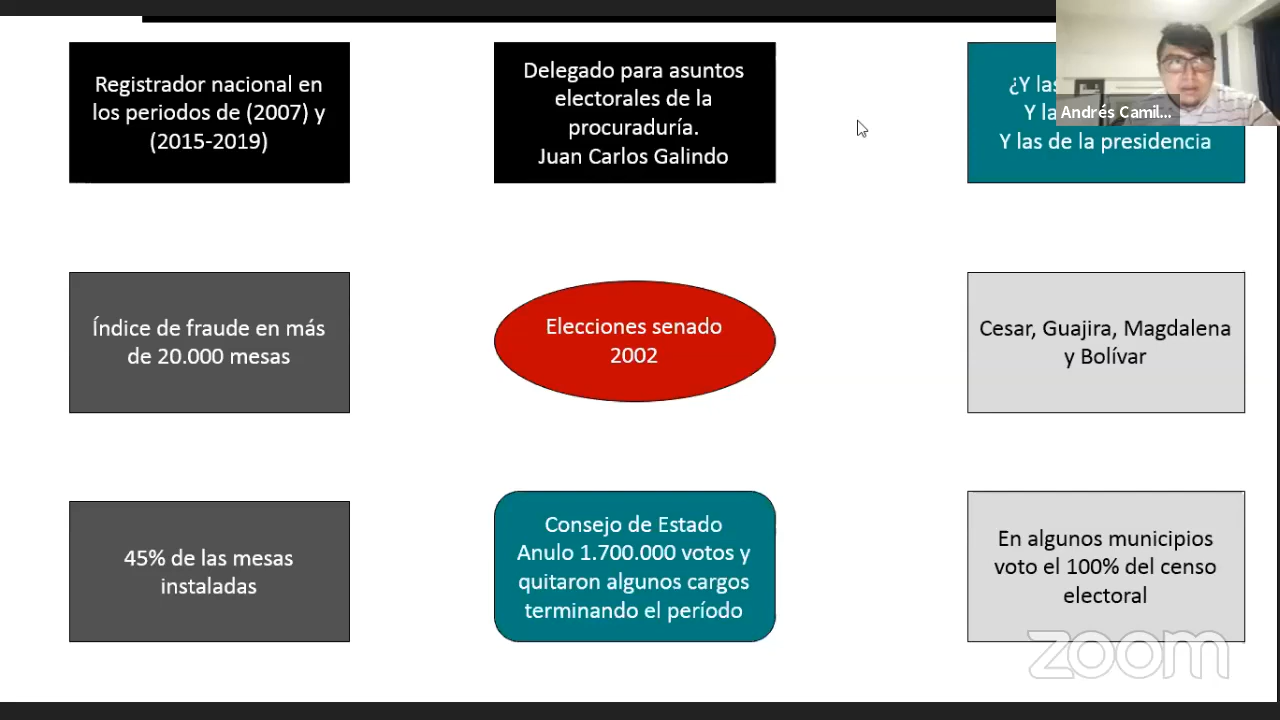 Registrador nacional en
los periodos de (2007) y
(2015-2019)
Delegado para asuntos
electorales de la
procuraduría.
Juan Carlos Galindo
¿Y las
Y la
Y las de la presidencia
Andrés Camil...
Índice de fraude en más
de 20.000 mesas
Elecciones senado
2002
Cesar, Guajira, Magdalena
y Bolívar
45% de las mesas
instaladas
Consejo de Estado
Anulo 1.700.000 votos y
quitaron algunos cargos
terminando el período
En algunos municipios
voto el 100% del censo
electoral
zoom